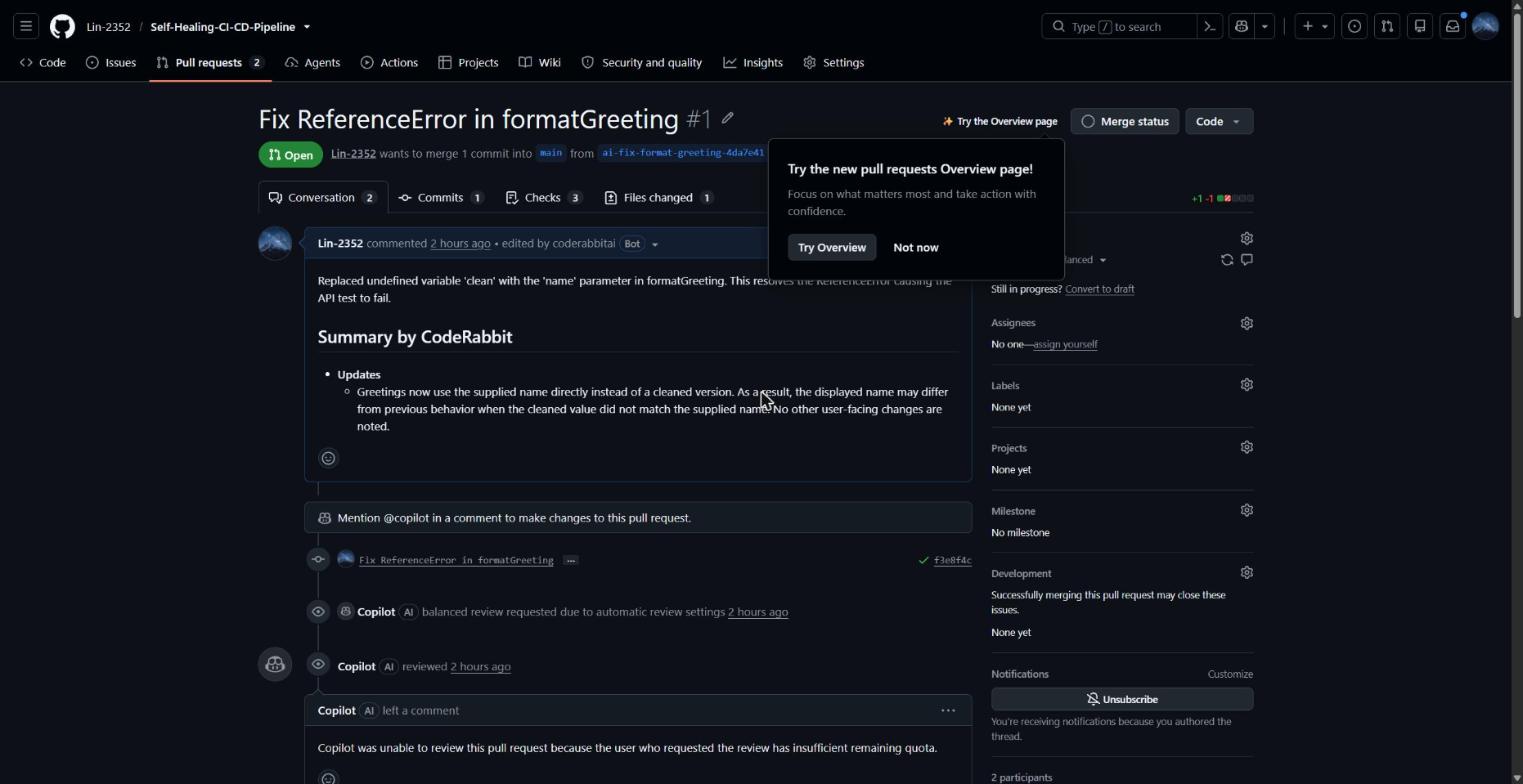 Lin-2352 / Self-Healing-CI-CD-Pipeline
Type / to search
Code
Issues
Pull requests 2
Agents
Actions
Projects
Wiki
Security and quality
Insights
Settings
Fix ReferenceError in formatGreeting #1
Try the Overview page
Merge status
Code
Open
Lin-2352 wants to merge 1 commit into main from ai-fix-format-greeting-4da7e41
Try the new pull requests Overview page!
Focus on what matters most and take action with
confidence.
Try Overview
Not now
Conversation 2
Commits 1
Checks 3
Files changed 1
+1 -1
Lin-2352 commented 2 hours ago • edited by coderabbitai Bot
Replaced undefined variable 'clean' with the 'name' parameter in formatGreeting. This resolves the ReferenceError causing the
API test to fail.
Summary by CodeRabbit
• Updates
Greetings now use the supplied name directly instead of a cleaned version. As a result, the displayed name may differ
from previous behavior when the cleaned value did not match the supplied name. No other user-facing changes are
noted.
Mention @copilot in a comment to make changes to this pull request.
Fix ReferenceError in formatGreeting ...
f3e8f4c
Copilot AI balanced review requested due to automatic review settings 2 hours ago
Copilot AI reviewed 2 hours ago
Copilot AI left a comment
Copilot was unable to review this pull request because the user who requested the review has insufficient remaining quota.
Still in progress? Convert to draft
Assignees
No one—assign yourself
Labels
None yet
Projects
None yet
Milestone
No milestone
Development
Successfully merging this pull request may close these
issues.
None yet
Notifications
Customize
Unsubscribe
You're receiving notifications because you authored the
thread.
2 participants